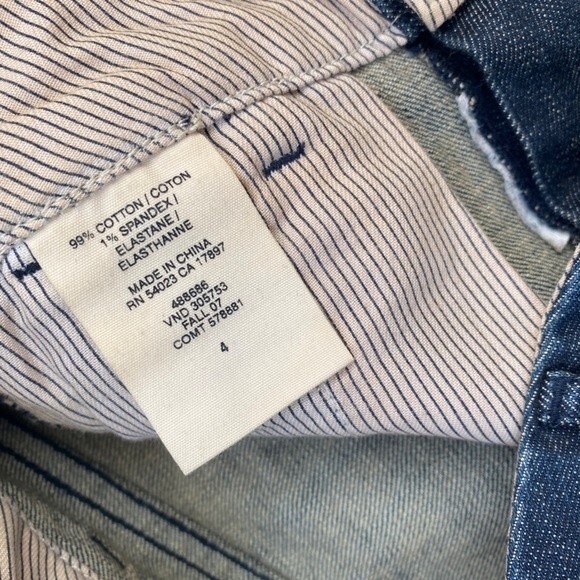 99% COTTON / COTON
1% SPANDEX /
ELASTANE /
ELASTHANNE
MADE IN CHINA
RN 54023 CA 17897
488686
VND 305753
FALL 07
COMT 578881
4